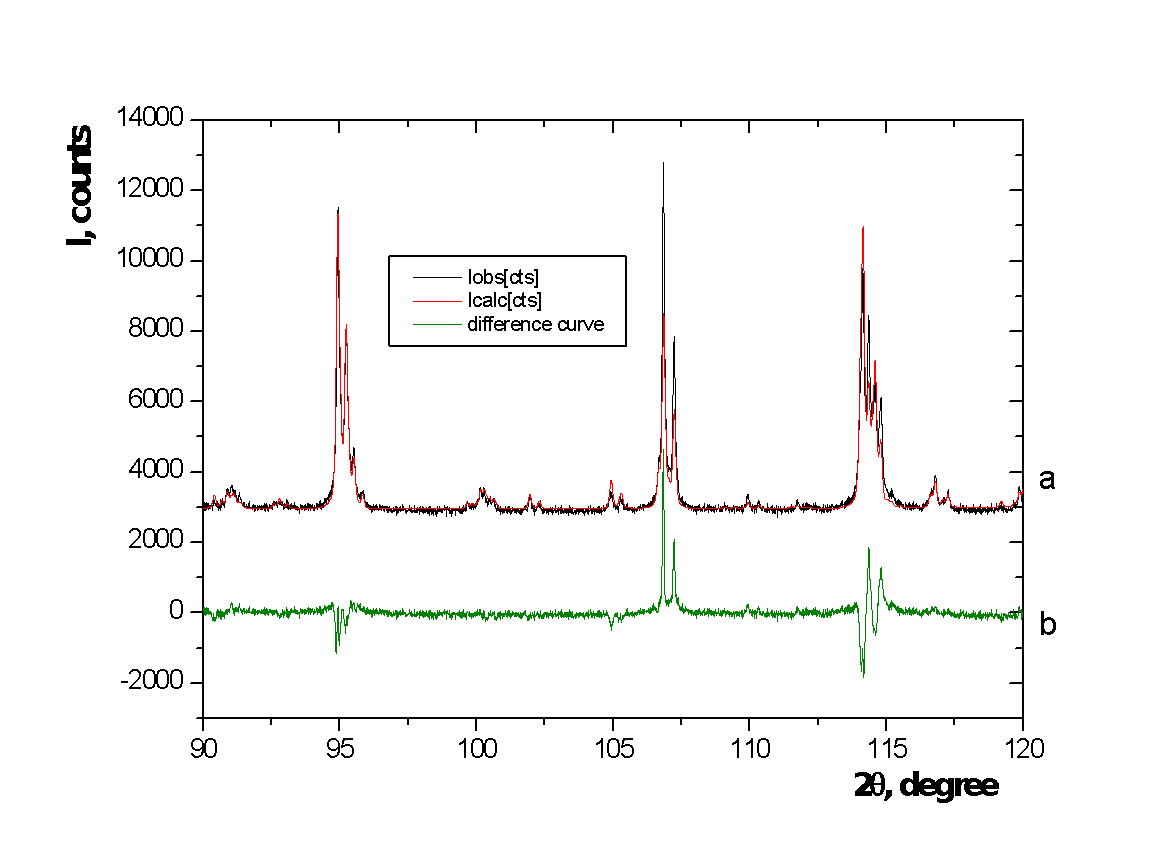 14000
12000
10000
8000
6000
4000
2000
0
-2000
I, counts
Iobs[cts]
Icalc[cts]
difference curve
a
b
90 95 100 105 110 115 120
2θ, degree